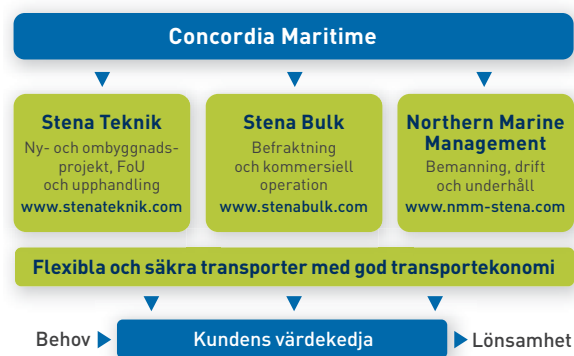 Concordia Maritime
Stena Teknik
Ny- och ombyggnads-
projekt, FoU
och upphandling
www.stenateknik.com
Stena Bulk
Befraktning
och kommersiell
operation
www.stenabulk.com
Northern Marine
Management
Bemanning, drift
och underhåll
www.nmm-stena.com
Flexibla och säkra transporter med god transportekonomi
Behov
Kundens värdekedja
Lönsamhet